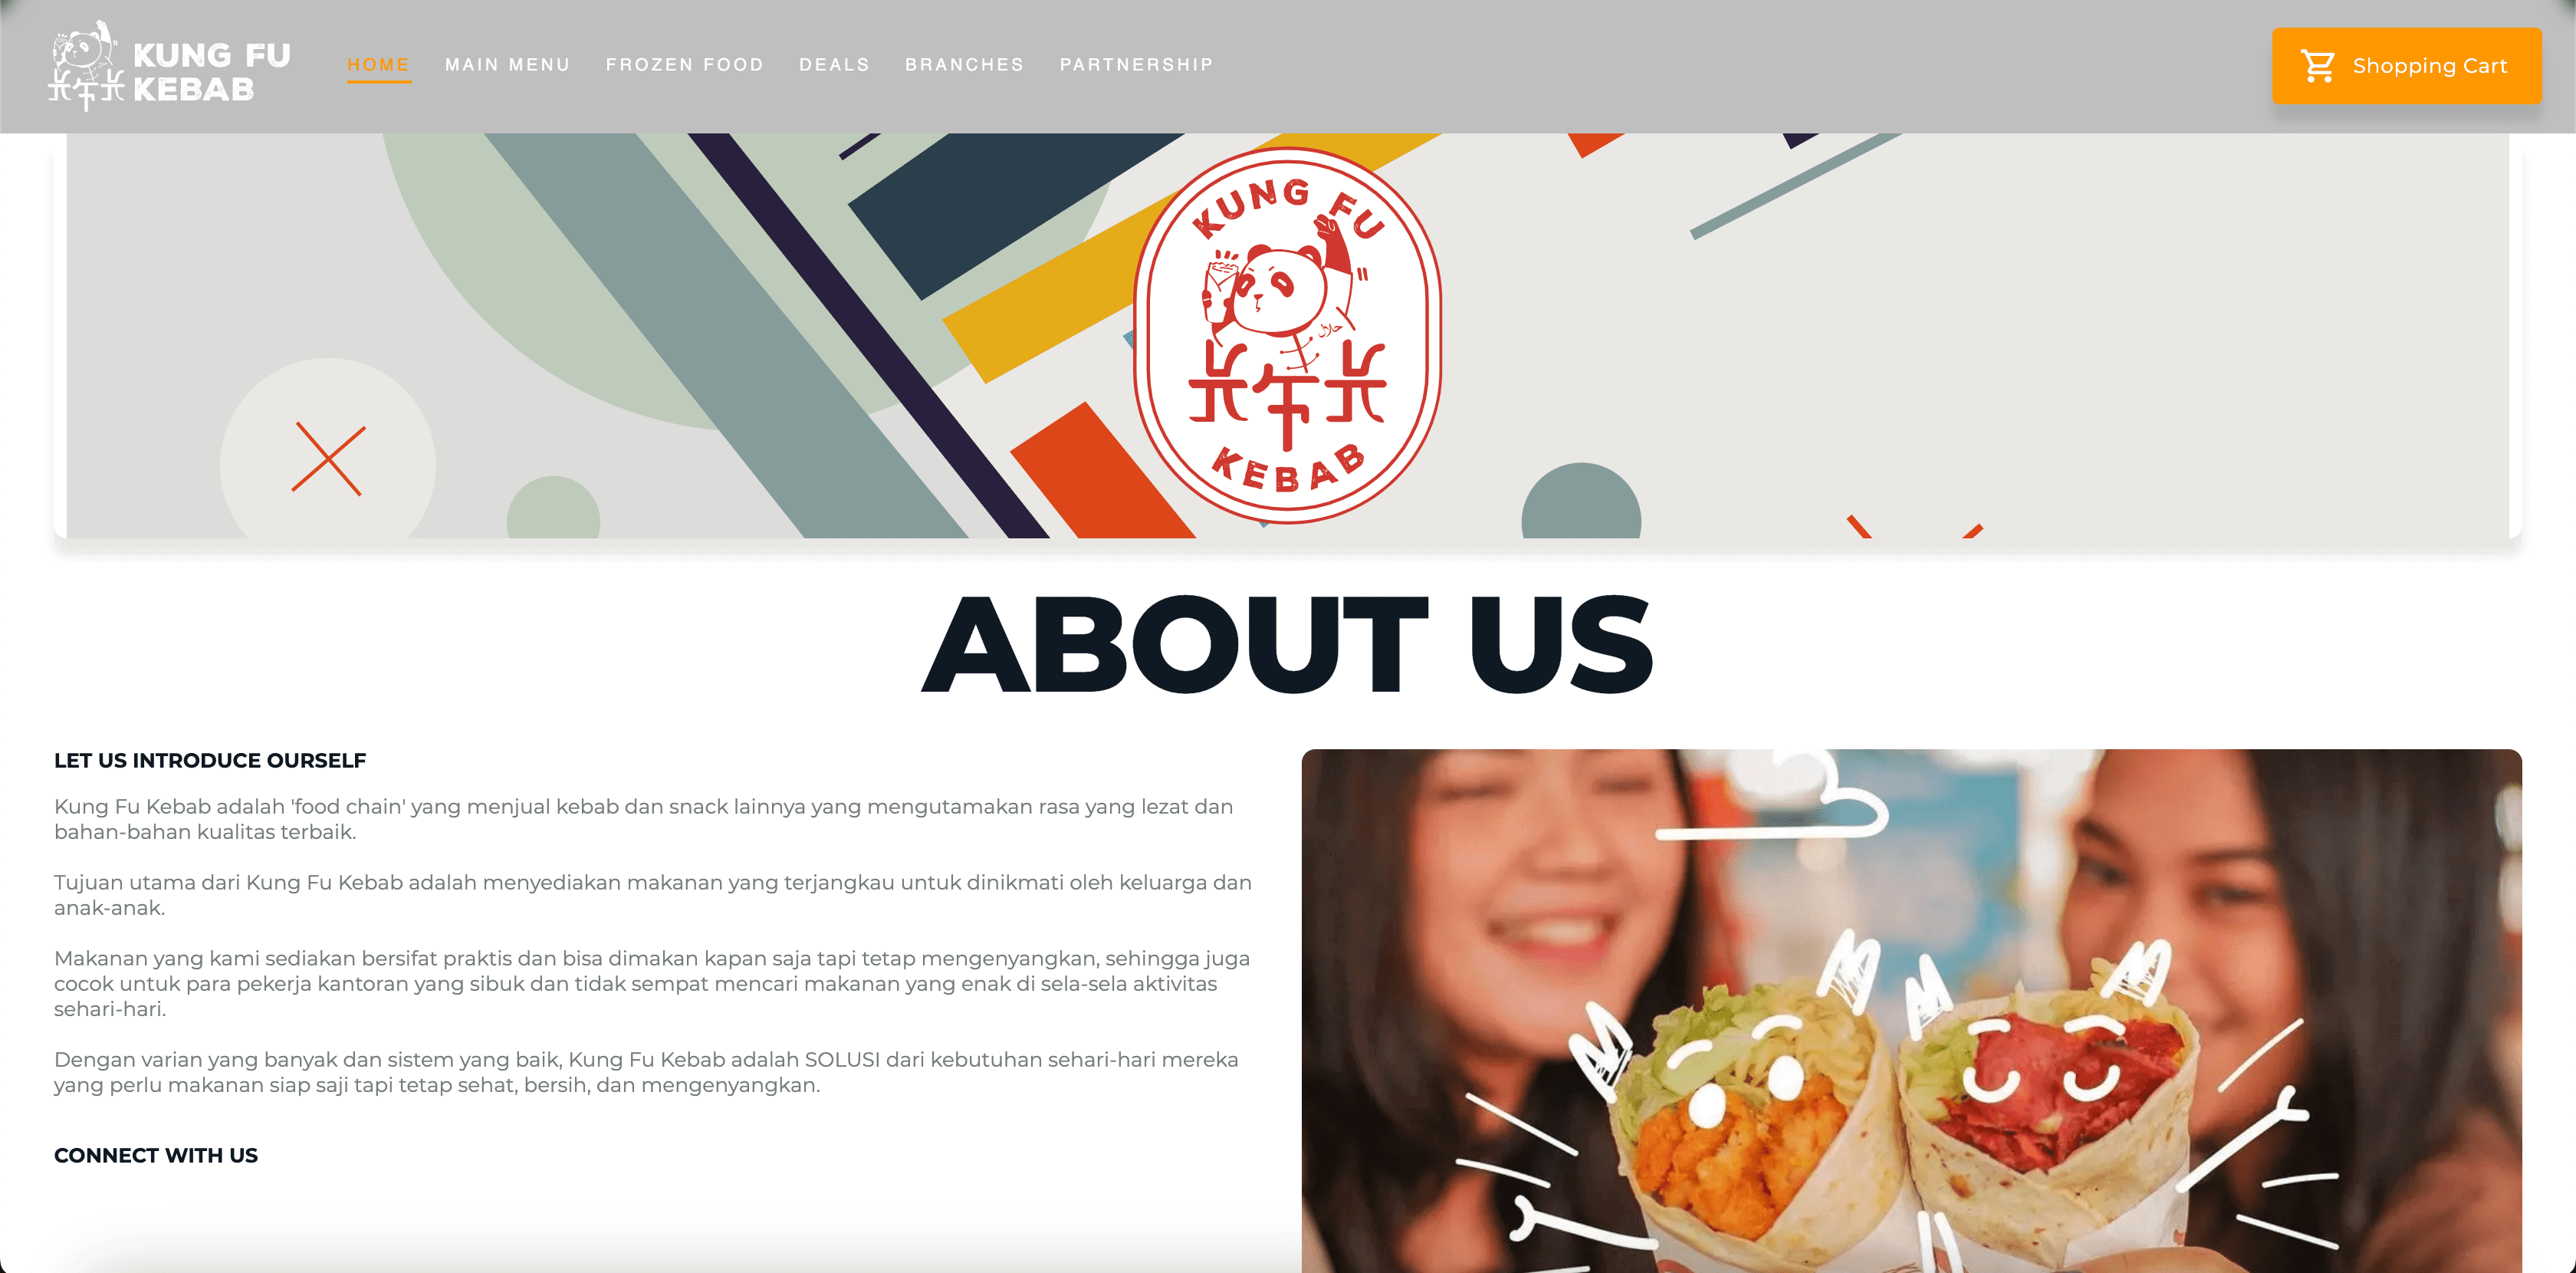 KUNG FU
KEBAB
HOME
MAIN MENU
FROZEN FOOD
DEALS
BRANCHES
PARTNERSHIP
Shopping Cart
KUNG FU
حلال
KEBAB
ABOUT US
LET US INTRODUCE OURSELF
Kung Fu Kebab adalah 'food chain' yang menjual kebab dan snack lainnya yang mengutamakan rasa yang lezat dan
bahan-bahan kualitas terbaik.
Tujuan utama dari Kung Fu Kebab adalah menyediakan makanan yang terjangkau untuk dinikmati oleh keluarga dan
anak-anak.
Makanan yang kami sediakan bersifat praktis dan bisa dimakan kapan saja tapi tetap mengenyangkan, sehingga juga
cocok untuk para pekerja kantoran yang sibuk dan tidak sempat mencari makanan yang enak di sela-sela aktivitas
sehari-hari.
Dengan varian yang banyak dan sistem yang baik, Kung Fu Kebab adalah SOLUSI dari kebutuhan sehari-hari mereka
yang perlu makanan siap saji tapi tetap sehat, bersih, dan mengenyangkan.
CONNECT WITH US